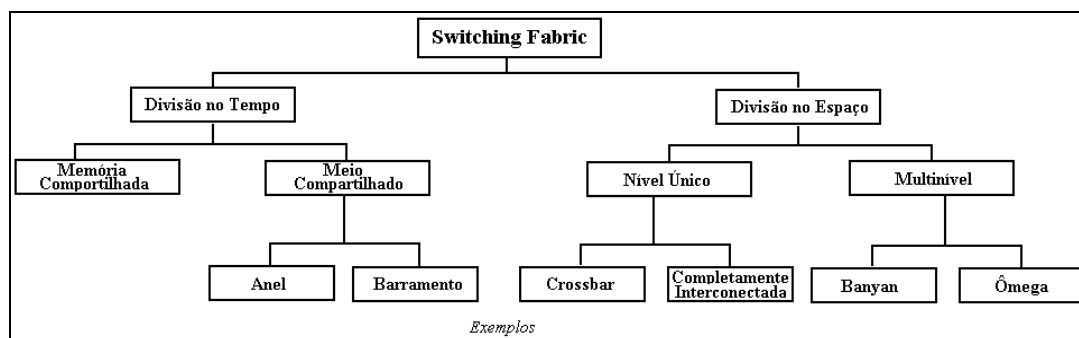 Switching Fabric
Divisão no Tempo
Divisão no Espaço
Memória
Comportilhada
Meio
Compartilhado
Nível Único
Multinível
Anel
Barramento
Crossbar
Completamente
Interconectada
Banyan
Ômega
Exemplos